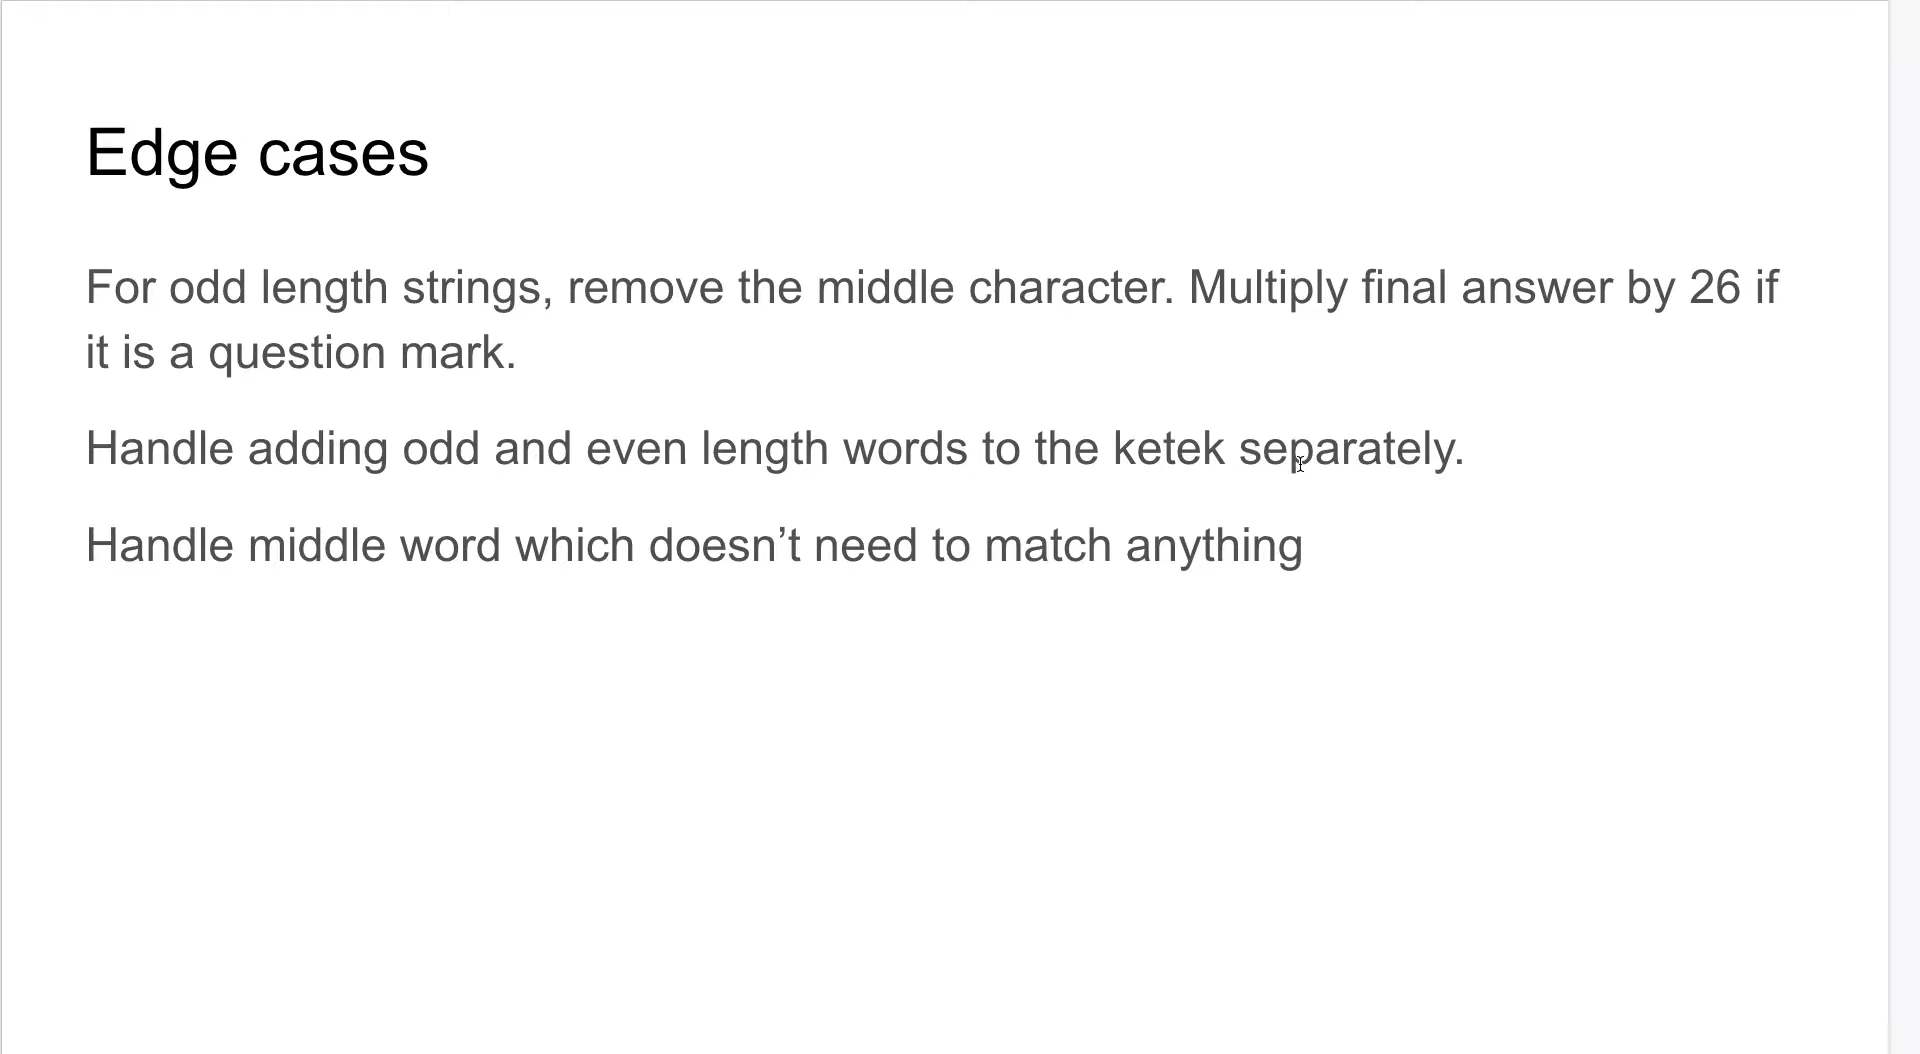 Edge cases
For odd length strings, remove the middle character. Multiply final answer by 26 if
it is a question mark.
Handle adding odd and even length words to the ketek separately.
Handle middle word which doesn’t need to match anything